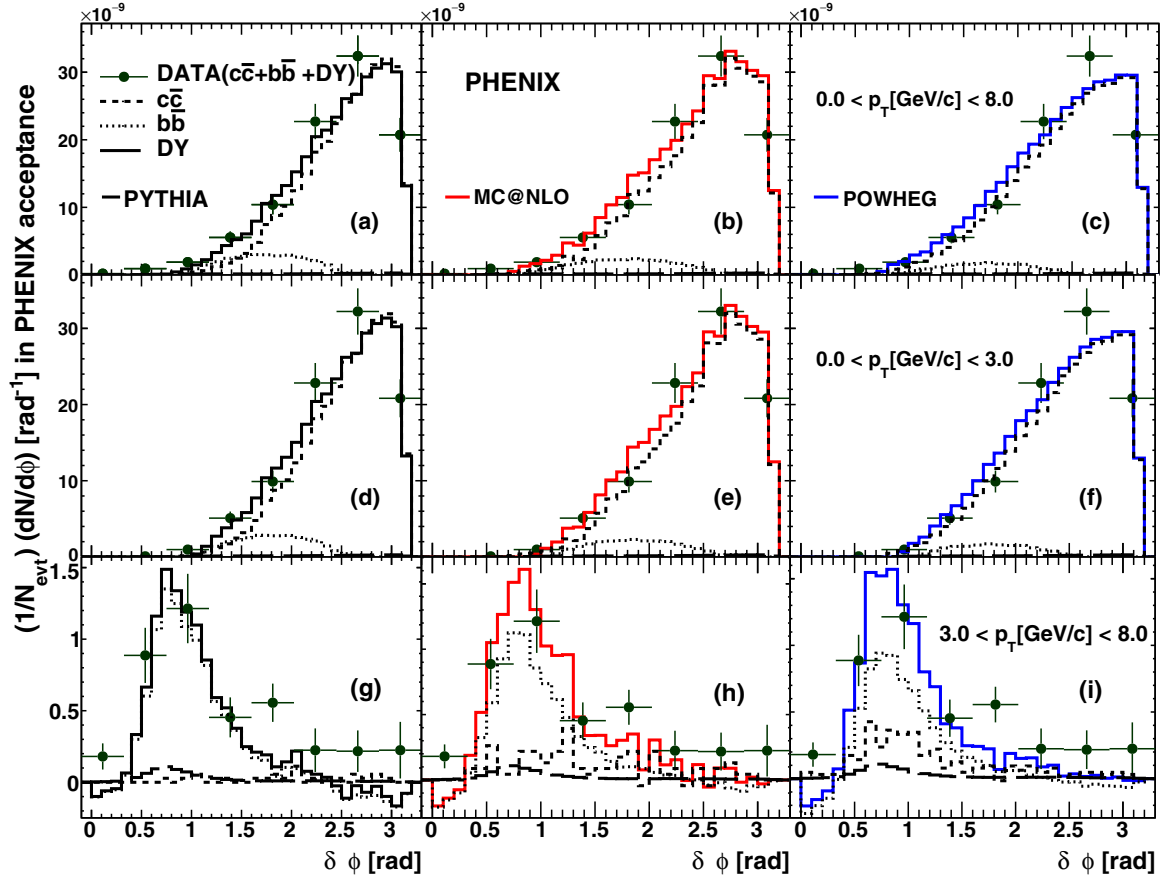 ×10⁻⁹ ×10⁻⁹ ×10⁻⁹
(1/N_evt) (dN/dφ) [rad⁻¹] in PHENIX acceptance
30
20
10
0
DATA(cc̄+bb̄ +DY)
cc̄
bb̄
DY
PYTHIA
(a)
PHENIX
MC@NLO
(b)
0.0 < p_T[GeV/c] < 8.0
POWHEG
(c)
30
20
10
0
(d)
(e)
0.0 < p_T[GeV/c] < 3.0
(f)
1.5
1
0.5
0
(g)
(h)
3.0 < p_T[GeV/c] < 8.0
(i)
0 0.5 1 1.5 2 2.5 3 0 0.5 1 1.5 2 2.5 3 0 0.5 1 1.5 2 2.5 3
δ φ [rad] δ φ [rad] δ φ [rad]